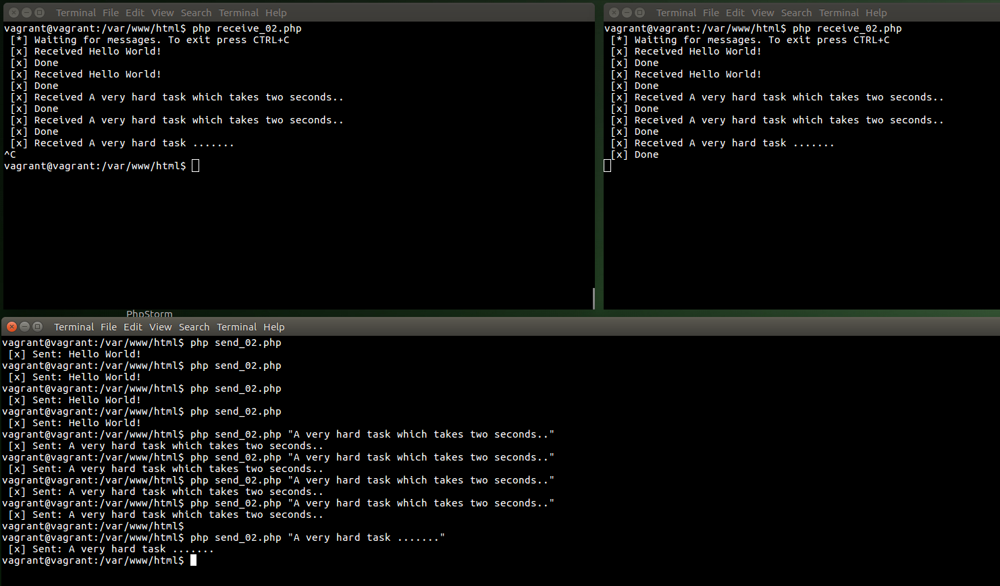 Terminal File Edit View Search Terminal Help
vagrant@vagrant:/var/www/html$ php receive_02.php
[*] Waiting for messages. To exit press CTRL+C
[x] Received Hello World!
[x] Done
[x] Received Hello World!
[x] Done
[x] Received A very hard task which takes two seconds..
[x] Done
[x] Received A very hard task which takes two seconds..
[x] Done
[x] Received A very hard task .......
^C
vagrant@vagrant:/var/www/html$
Terminal File Edit View Search Terminal Help
vagrant@vagrant:/var/www/html$ php receive_02.php
[*] Waiting for messages. To exit press CTRL+C
[x] Received Hello World!
[x] Done
[x] Received Hello World!
[x] Done
[x] Received A very hard task which takes two seconds..
[x] Done
[x] Received A very hard task which takes two seconds..
[x] Done
[x] Received A very hard task .......
[x] Done
PhpStorm
Terminal File Edit View Search Terminal Help
vagrant@vagrant:/var/www/html$ php send_02.php
[x] Sent: Hello World!
vagrant@vagrant:/var/www/html$ php send_02.php
[x] Sent: Hello World!
vagrant@vagrant:/var/www/html$ php send_02.php
[x] Sent: Hello World!
vagrant@vagrant:/var/www/html$ php send_02.php
[x] Sent: Hello World!
vagrant@vagrant:/var/www/html$ php send_02.php "A very hard task which takes two seconds.."
[x] Sent: A very hard task which takes two seconds..
vagrant@vagrant:/var/www/html$ php send_02.php "A very hard task which takes two seconds.."
[x] Sent: A very hard task which takes two seconds..
vagrant@vagrant:/var/www/html$ php send_02.php "A very hard task which takes two seconds.."
[x] Sent: A very hard task which takes two seconds..
vagrant@vagrant:/var/www/html$ php send_02.php "A very hard task which takes two seconds.."
[x] Sent: A very hard task which takes two seconds..
vagrant@vagrant:/var/www/html$
vagrant@vagrant:/var/www/html$ php send_02.php "A very hard task ......."
[x] Sent: A very hard task .......
vagrant@vagrant:/var/www/html$